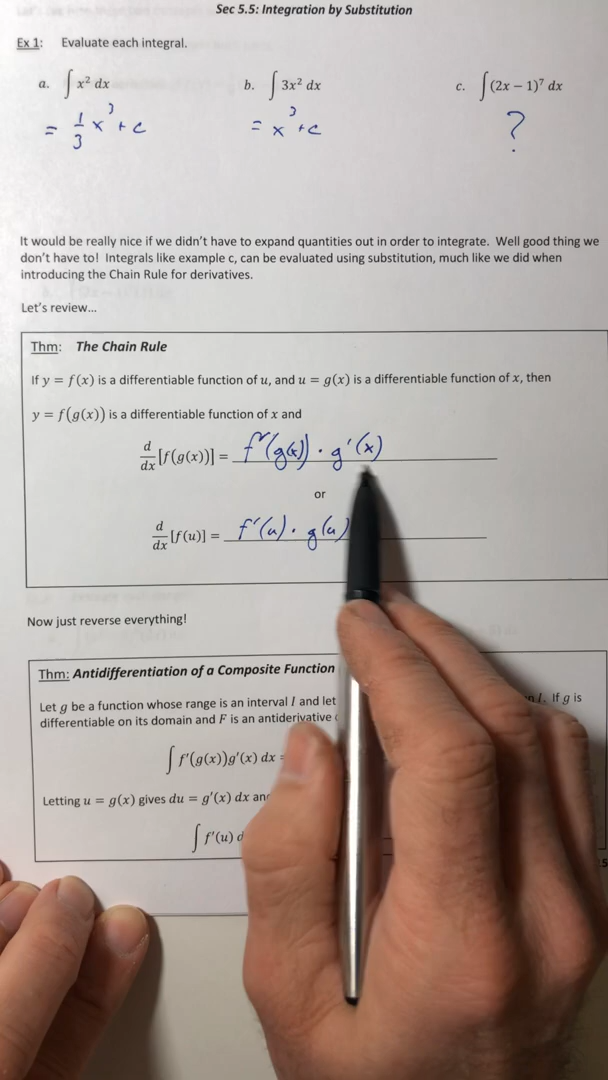 Sec 5.5: Integration by Substitution
Ex 1: Evaluate each integral.
a. ∫ x² dx b. ∫ 3x² dx c. ∫ (2x − 1)⁷ dx
= 1/3 x³ + c = x³ + c ?
It would be really nice if we didn't have to expand quantities out in order to integrate. Well good thing we
don't have to! Integrals like example c, can be evaluated using substitution, much like we did when
introducing the Chain Rule for derivatives.
Let's review...
Thm: The Chain Rule
If y = f(x) is a differentiable function of u, and u = g(x) is a differentiable function of x, then
y = f(g(x)) is a differentiable function of x and
d/dx [f(g(x))] = f'(g(x)) · g'(x)
or
d/dx [f(u)] = f'(u) · g(u)
Now just reverse everything!
Thm: Antidifferentiation of a Composite Function
Let g be a function whose range is an interval I and let I. If g is
differentiable on its domain and F is an antiderivative
∫ f'(g(x))g'(x) dx =
Letting u = g(x) gives du = g'(x) dx
∫ f'(u)